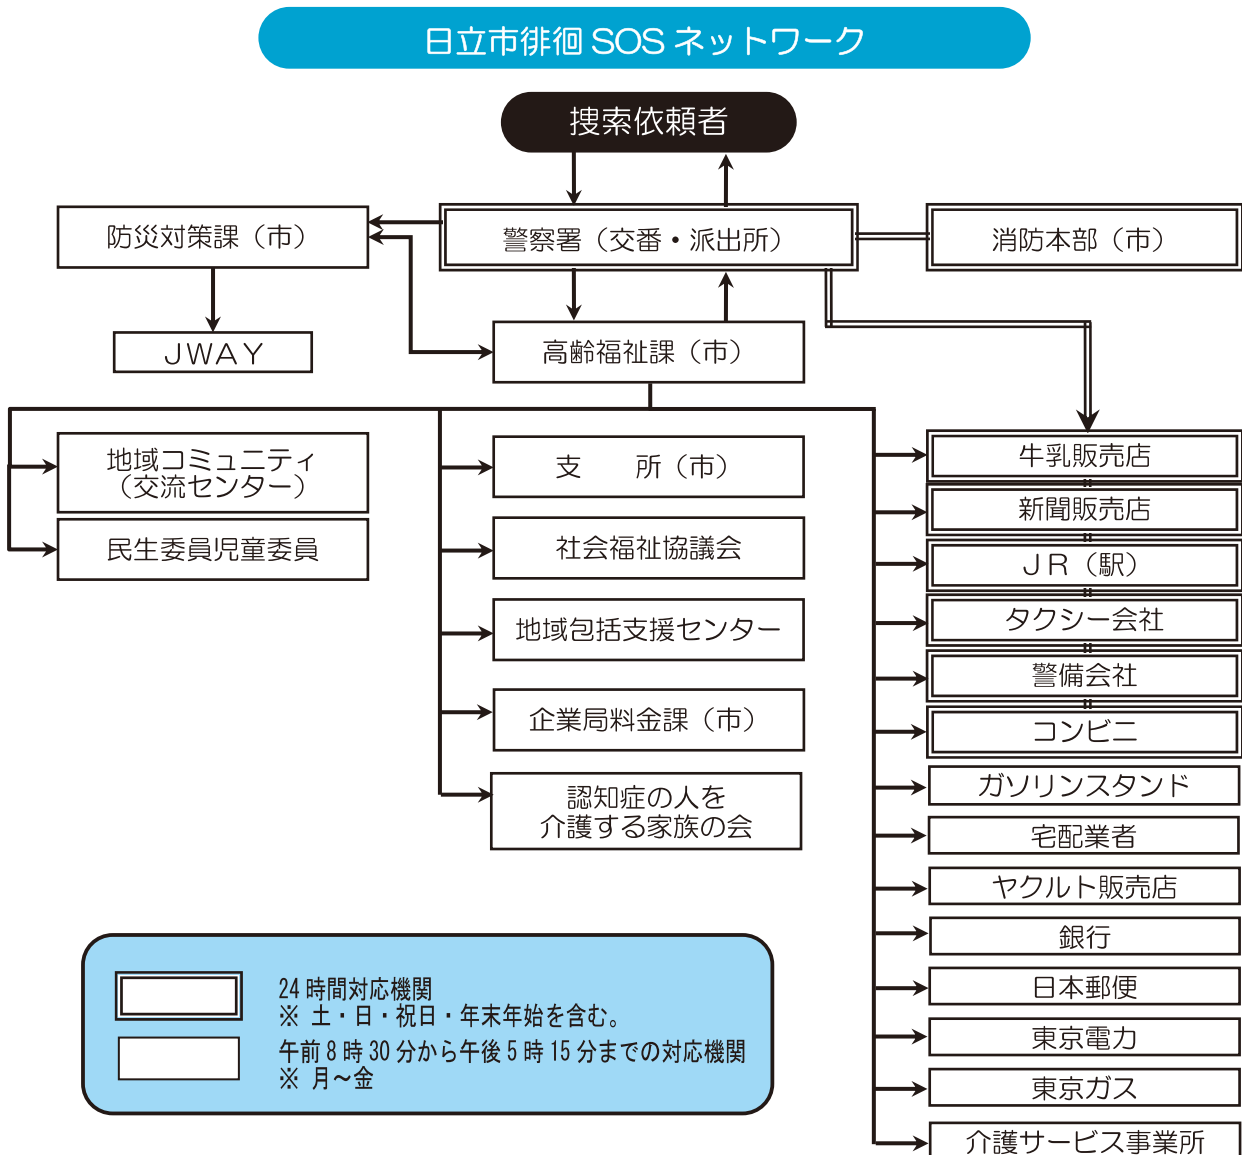 日立市徘徊 SOS ネットワーク
捜索依頼者
防災対策課（市）
警察署（交番・派出所）
消防本部（市）
JWAY
高齢福祉課（市）
地域コミュニティ
（交流センター）
民生委員児童委員
支　所（市）
社会福祉協議会
地域包括支援センター
企業局料金課（市）
認知症の人を
介護する家族の会
牛乳販売店
新聞販売店
ＪＲ（駅）
タクシー会社
警備会社
コンビニ
ガソリンスタンド
宅配業者
ヤクルト販売店
銀行
日本郵便
東京電力
東京ガス
介護サービス事業所
24 時間対応機関
※ 土・日・祝日・年末年始を含む。
午前 8 時 30 分から午後 5 時 15 分までの対応機関
※ 月～金